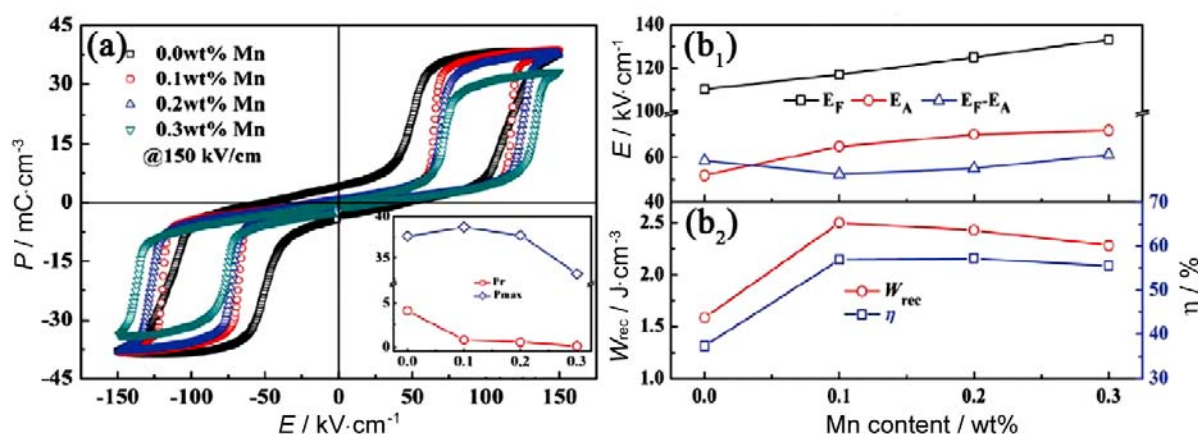 (a)
0.0wt% Mn
0.1wt% Mn
0.2wt% Mn
0.3wt% Mn
@150 kV/cm
P / mC·cm-3
45
30
15
0
-15
-30
-45
-150 -100 -50 0 50 100 150
E / kV·cm-1
40
35
5
0
Pr
Pmax
0.0 0.1 0.2 0.3
(b1)
E / kV·cm-1
130
110
100
60
40
EF EA EF-EA
(b2)
Wrec / J·cm-3
2.5
2.0
1.5
1.0
Wrec
η
70
60
50
40
30
η / %
0.0 0.1 0.2 0.3
Mn content / wt%